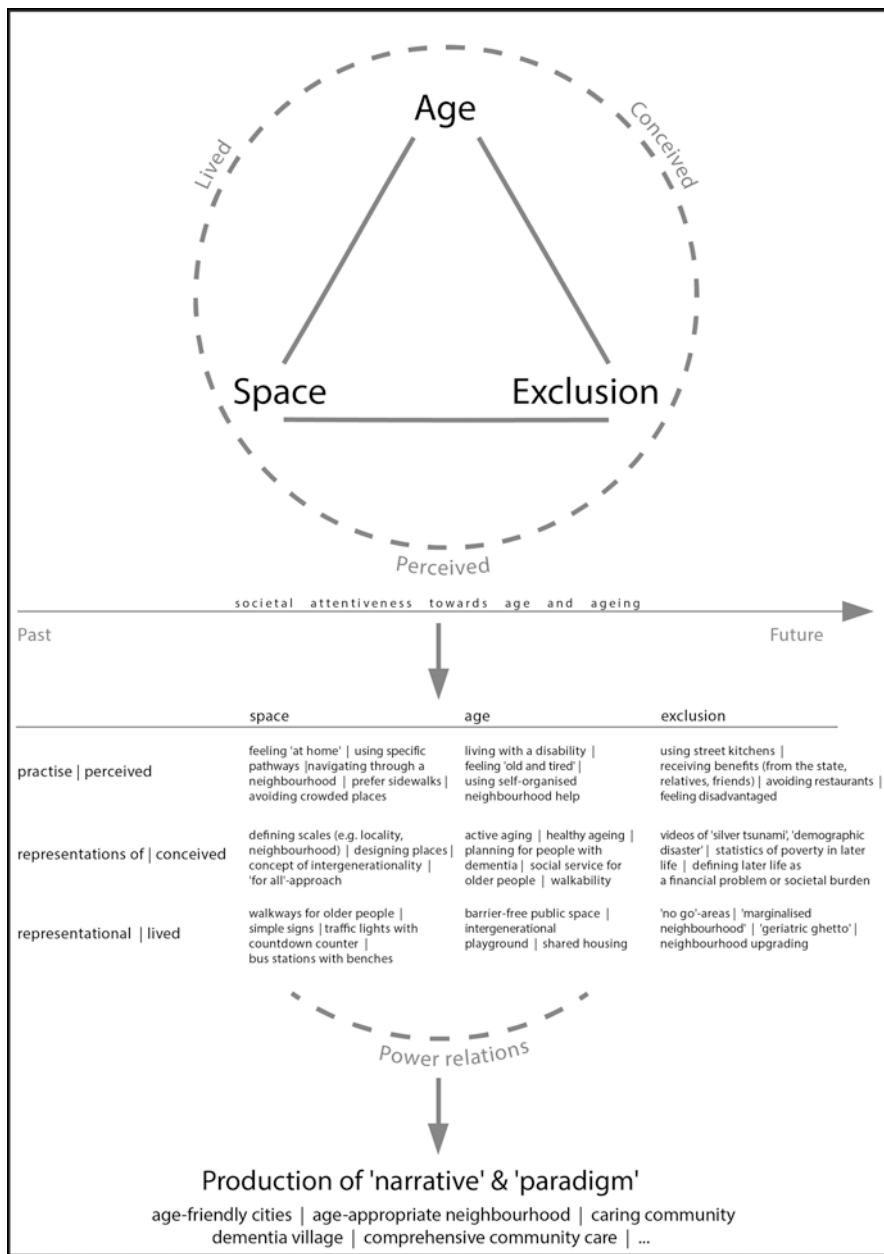 Age
Lived
Conceived
Space
Exclusion
Perceived
societal attentiveness towards age and ageing
Past
Future
space
age
exclusion
practise | perceived
feeling 'at home' | using specific
pathways |navigating through a
neighbourhood | prefer sidewalks |
avoiding crowded places
living with a disability |
feeling 'old and tired' |
using self-organised
neighbourhood help
using street kitchens |
receiving benefits (from the state,
relatives, friends) | avoiding restaurants |
feeling disadvantaged
representations of | conceived
defining scales (e.g. locality,
neighbourhood) | designing places |
concept of intergenerationality |
'for all'-approach
active aging | healthy ageing |
planning for people with
dementia | social service for
older people | walkability
videos of 'silver tsunami', 'demographic
disaster' | statistics of poverty in later
life | defining later life as
a financial problem or societal burden
representational | lived
walkways for older people |
simple signs | traffic lights with
countdown counter |
bus stations with benches
barrier-free public space |
intergenerational
playground | shared housing
'no go'-areas | 'marginalised
neighbourhood' | 'geriatric ghetto' |
neighbourhood upgrading
Power relations
Production of 'narrative' & 'paradigm'
age-friendly cities | age-appropriate neighbourhood | caring community
dementia village | comprehensive community care | ...